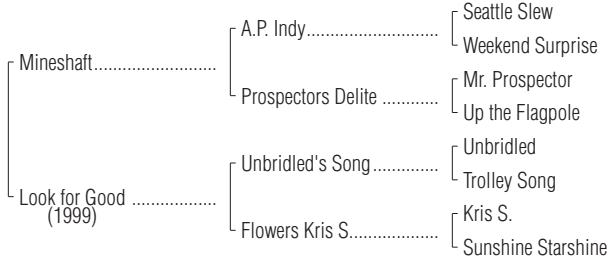 Seattle Slew
A.P. Indy..............................
Weekend Surprise
Mineshaft............................
Mr. Prospector
Prospectors Delite .............
Up the Flagpole
Unbridled
Unbridled's Song...............
Trolley Song
Look for Good ...................
(1999)
Kris S.
Flowers Kris S....................
Sunshine Starshine